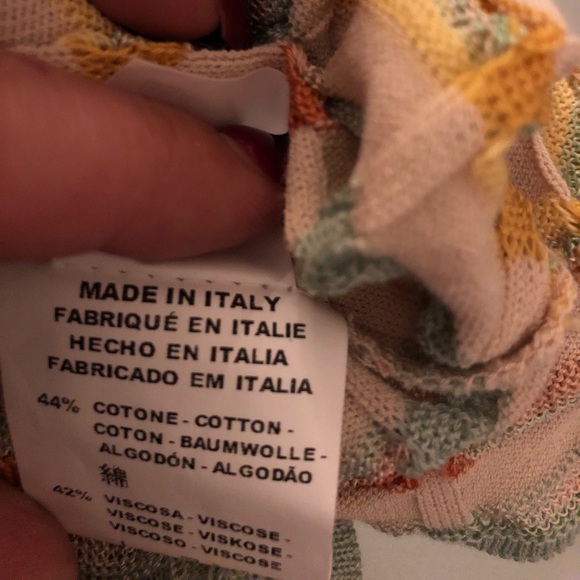 MADE IN ITALY
FABRIQUÉ EN ITALIE
HECHO EN ITALIA
FABRICADO EM ITALIA
44% COTONE - COTTON -
COTON - BAUMWOLLE -
ALGODÓN - ALGODÃO
綿
42% VISCOSA - VISCOSE -
VISCOSE - VISKOSE -
VISCOSO - VISCOSE